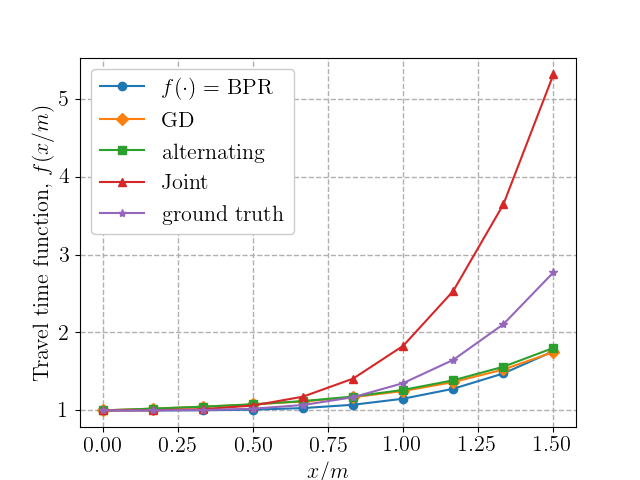 f(·) = BPR
GD
alternating
Joint
ground truth
Travel time function, f(x/m)
5
4
3
2
1
0.00 0.25 0.50 0.75 1.00 1.25 1.50
x/m